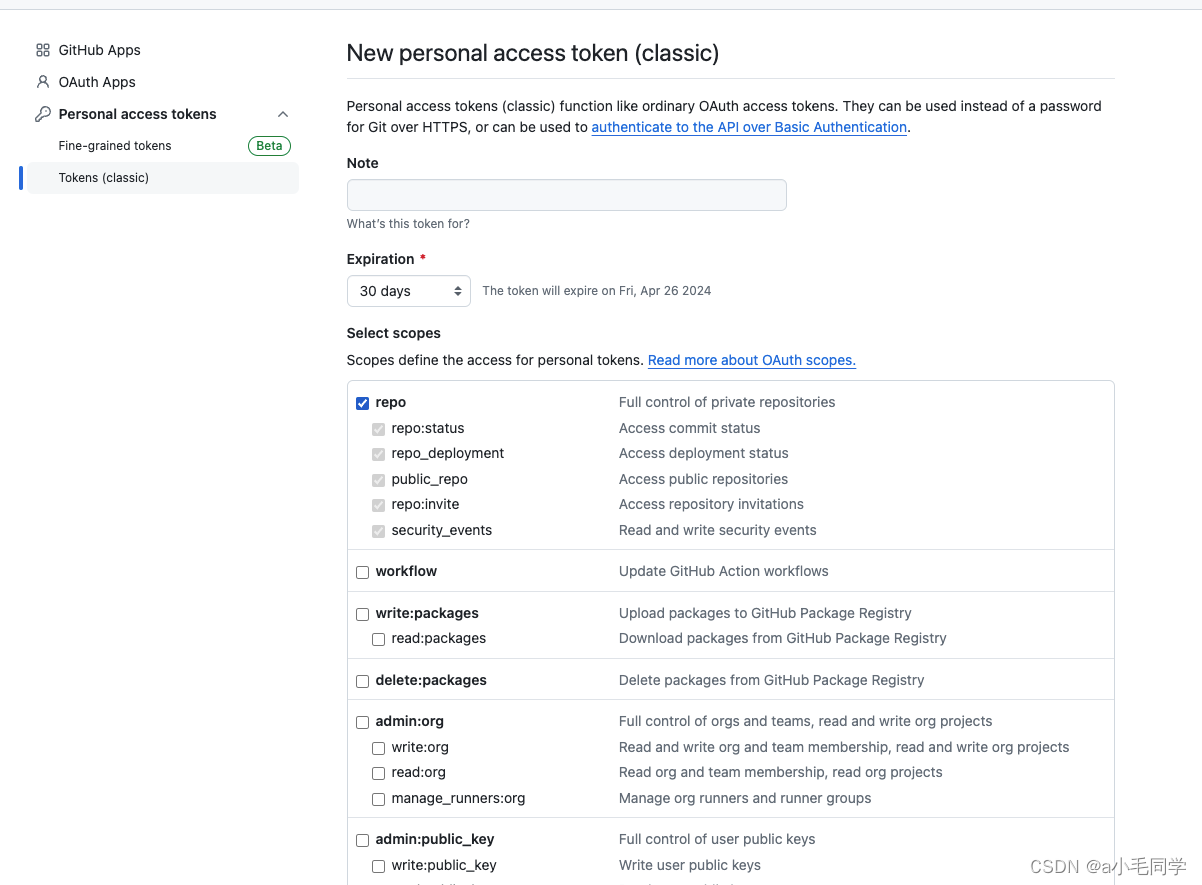 GitHub Apps
OAuth Apps
Personal access tokens
Fine-grained tokens Beta
Tokens (classic)
New personal access token (classic)
Personal access tokens (classic) function like ordinary OAuth access tokens. They can be used instead of a password
for Git over HTTPS, or can be used to authenticate to the API over Basic Authentication.
Note
What's this token for?
Expiration *
30 days The token will expire on Fri, Apr 26 2024
Select scopes
Scopes define the access for personal tokens. Read more about OAuth scopes.
repo Full control of private repositories
repo:status Access commit status
repo_deployment Access deployment status
public_repo Access public repositories
repo:invite Access repository invitations
security_events Read and write security events
workflow Update GitHub Action workflows
write:packages Upload packages to GitHub Package Registry
read:packages Download packages from GitHub Package Registry
delete:packages Delete packages from GitHub Package Registry
admin:org Full control of orgs and teams, read and write org projects
write:org Read and write org and team membership, read and write org projects
read:org Read org and team membership, read org projects
manage_runners:org Manage org runners and runner groups
admin:public_key Full control of user public keys
write:public_key Write user public keys
CSDN @a小毛同学